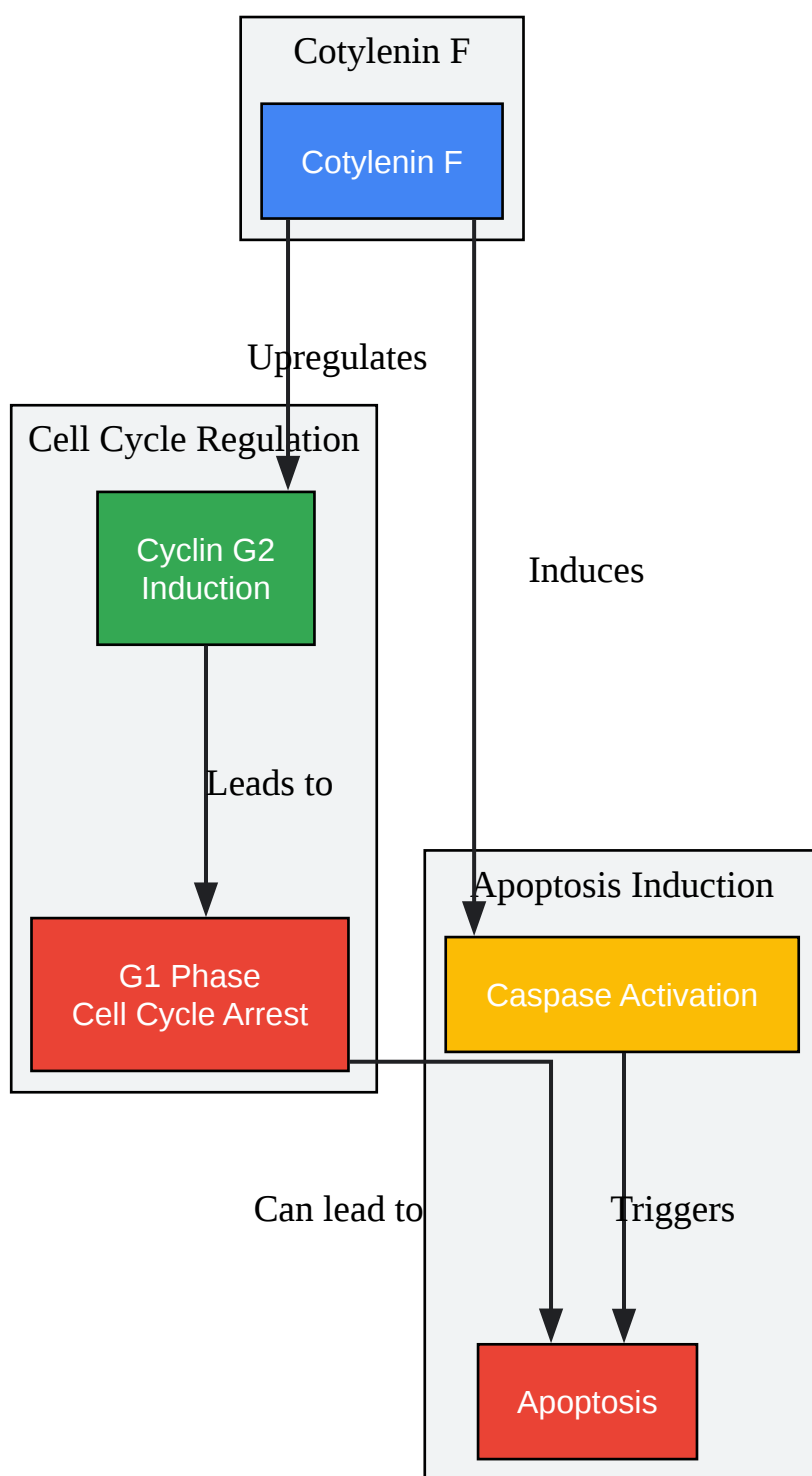 Cotylenin F
Cotylenin F
Upregulates
Cell Cycle Regulation
Cyclin G2
Induction
Induces
Leads to
Apoptosis Induction
G1 Phase
Cell Cycle Arrest
Caspase Activation
Can lead to
Triggers
Apoptosis